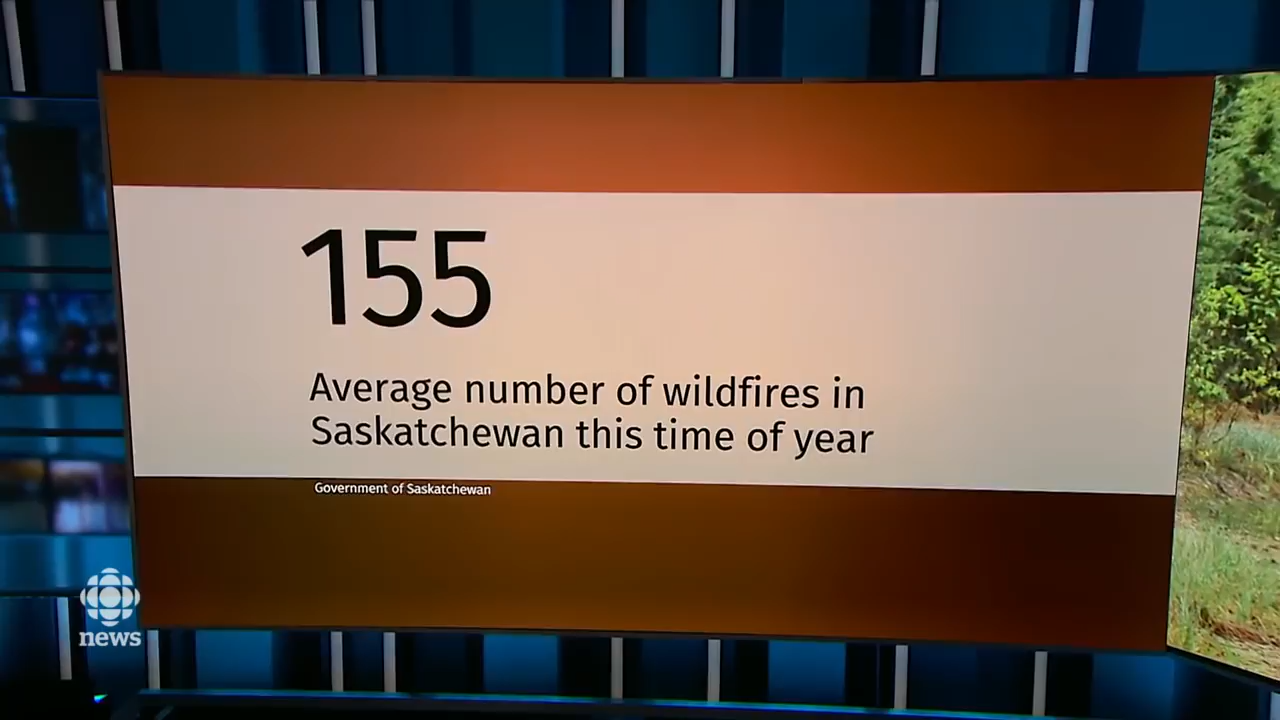 155
Average number of wildfires in
Saskatchewan this time of year
Government of Saskatchewan
news